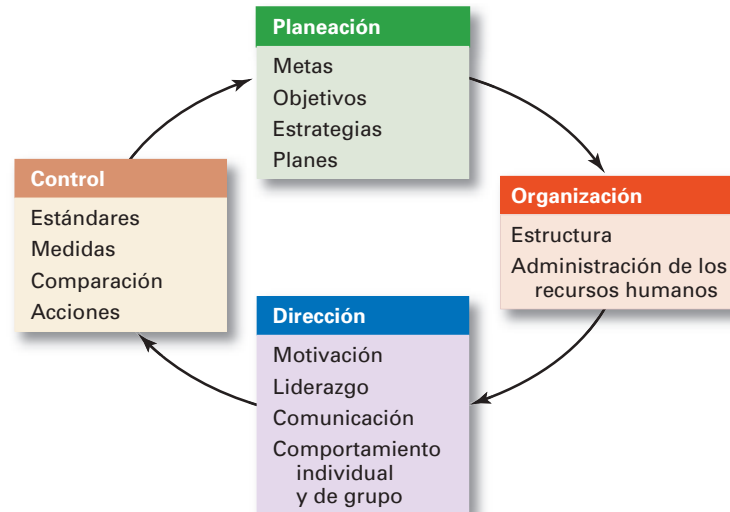 Planeación
Metas
Objetivos
Estrategias
Planes
Organización
Estructura
Administración de los
recursos humanos
Dirección
Motivación
Liderazgo
Comunicación
Comportamiento
individual
y de grupo
Control
Estándares
Medidas
Comparación
Acciones